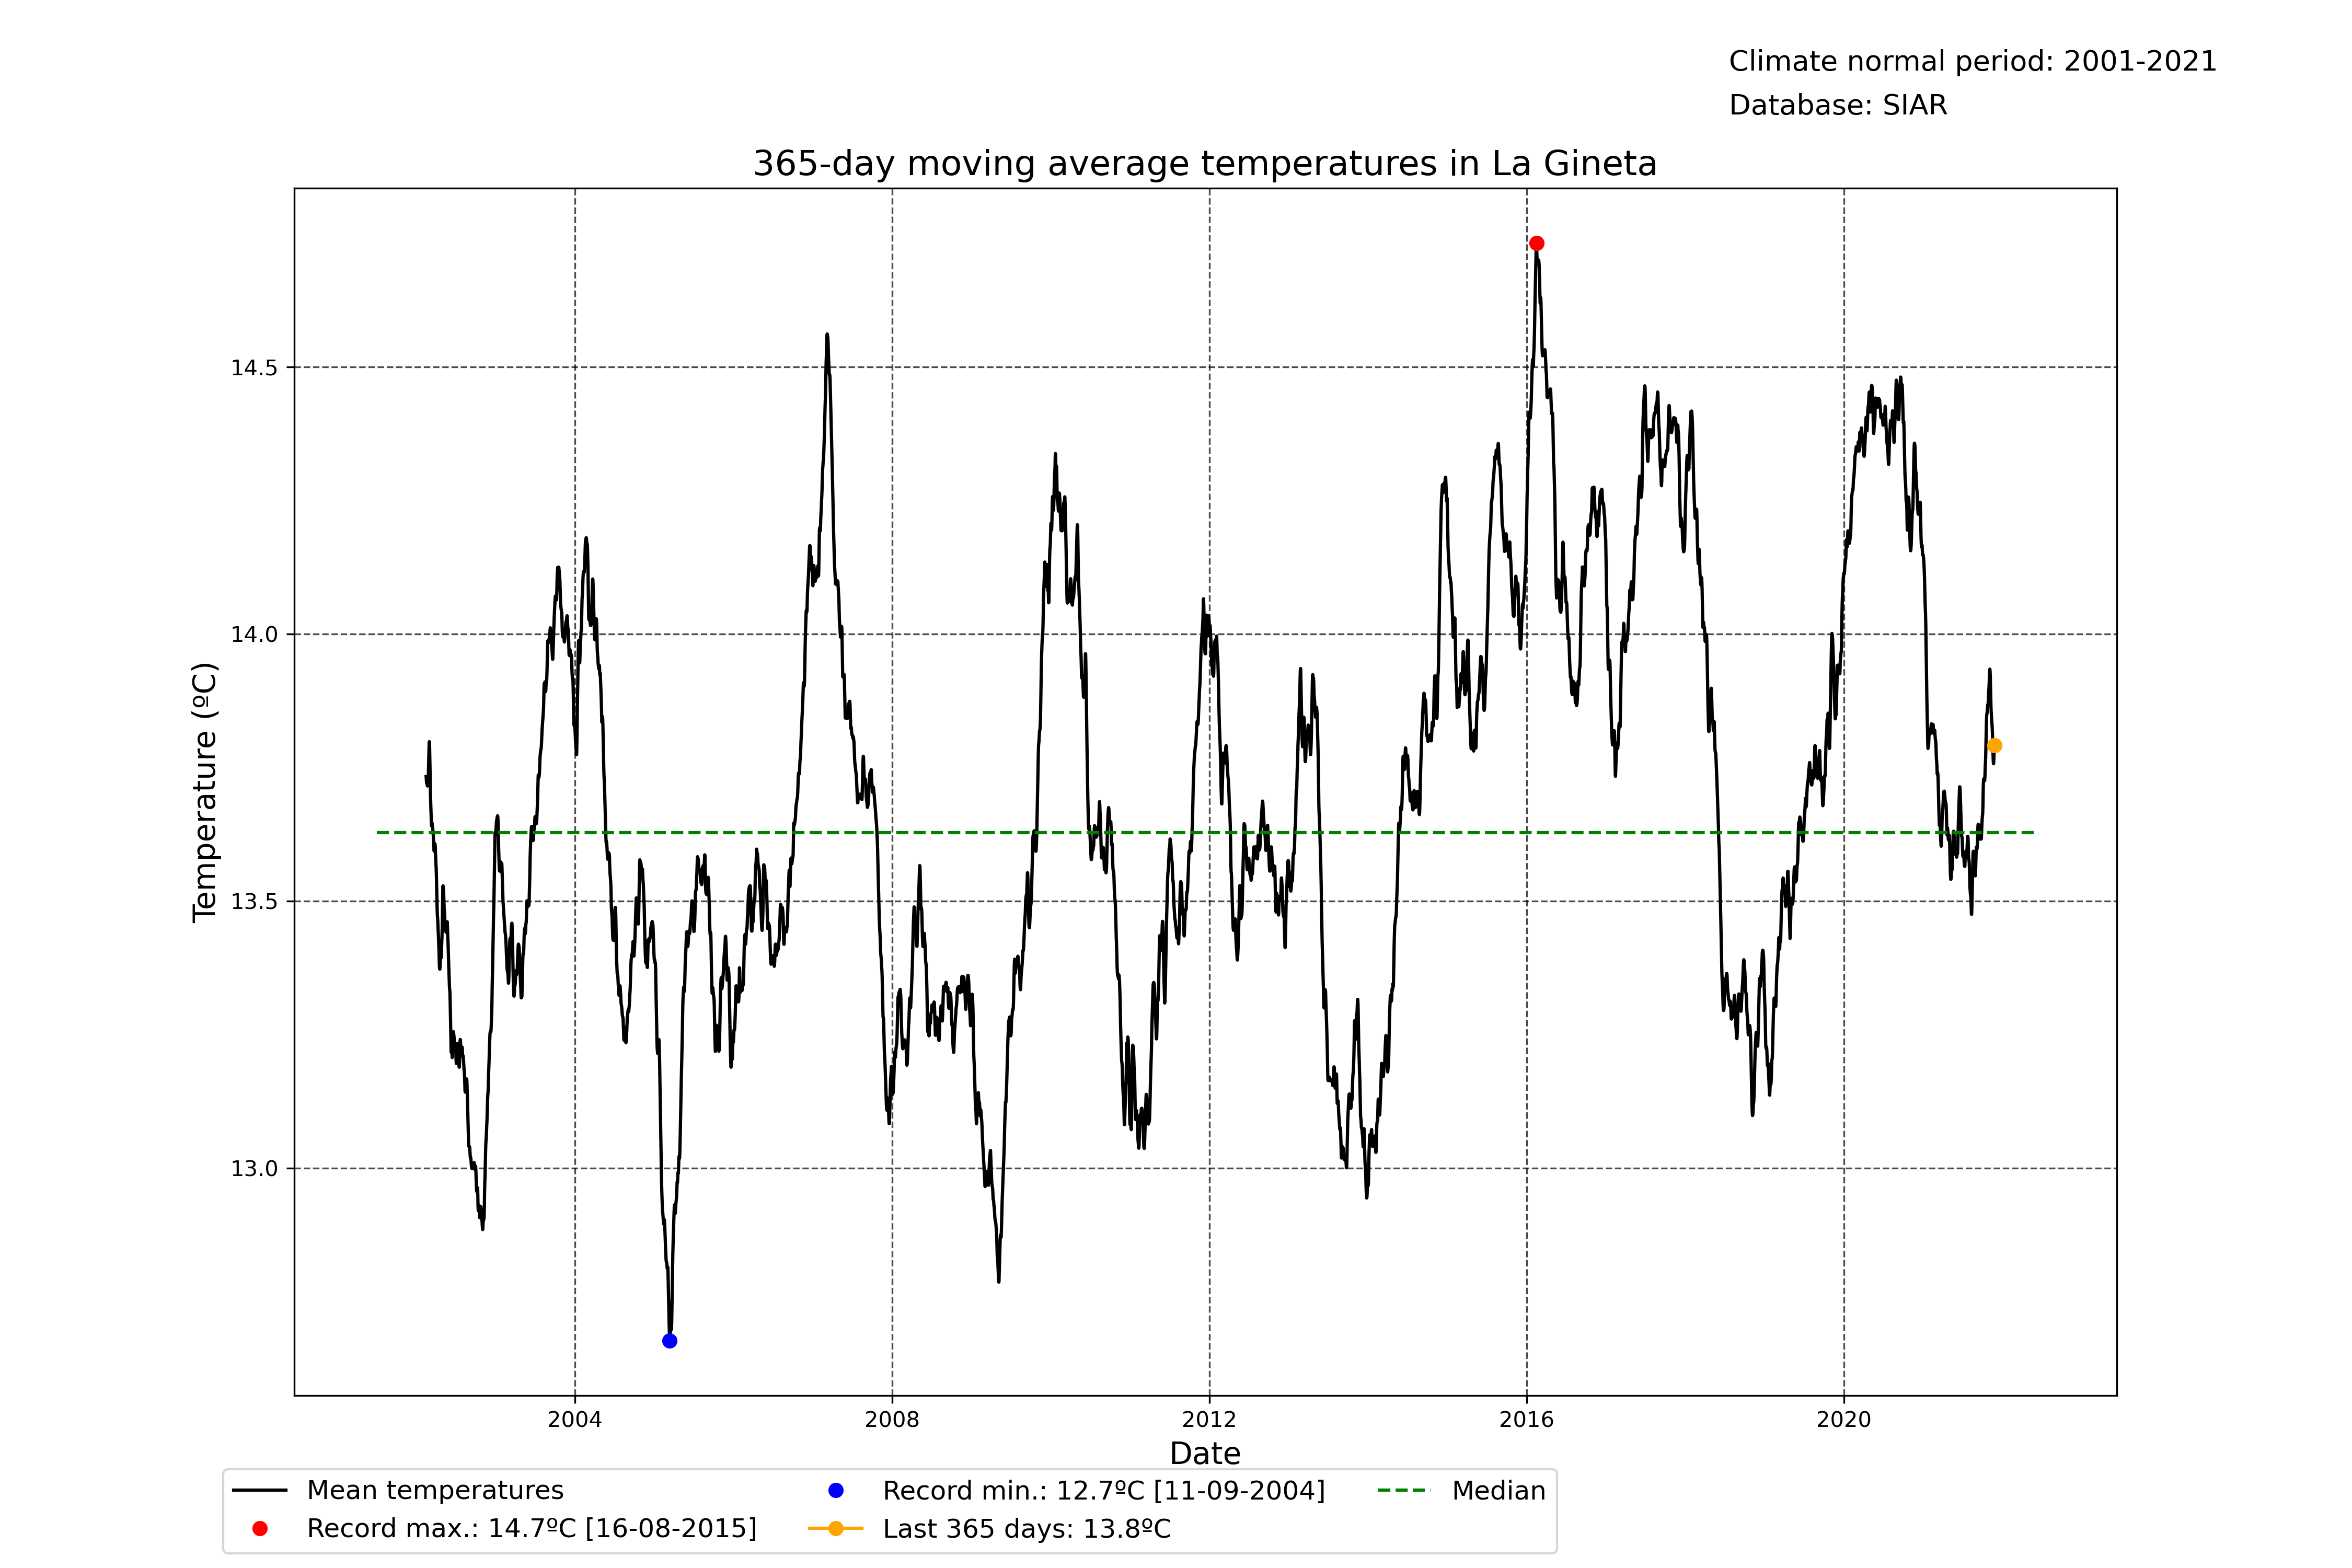 Climate normal period: 2001-2021
Database: SIAR
365-day moving average temperatures in La Gineta
14.5
14.0
13.5
13.0
Temperature (ºC)
2004 2008 2012 2016 2020
Date
Mean temperatures
Record max.: 14.7ºC [16-08-2015]
Record min.: 12.7ºC [11-09-2004]
Last 365 days: 13.8ºC
Median